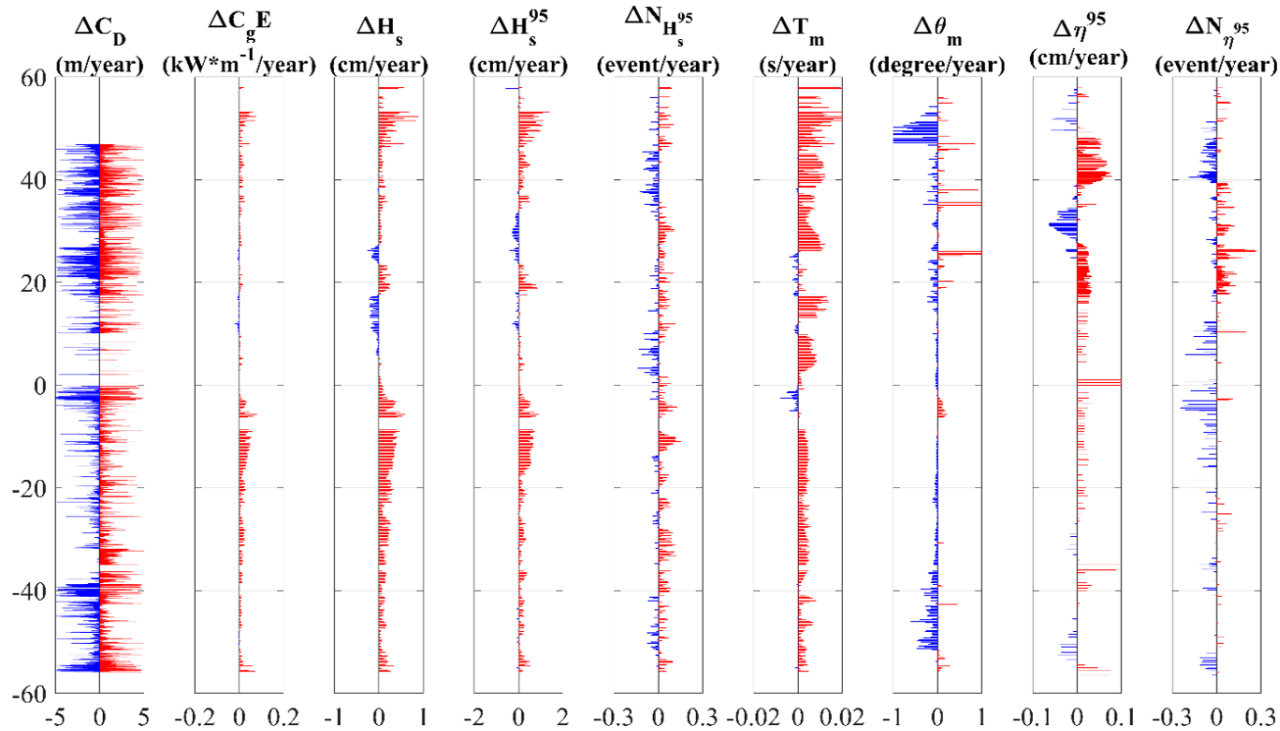 ΔC_D ΔC_gE ΔH_s ΔH_s^95 ΔN_{H_s^95} ΔT_m Δθ_m Δη^95 ΔN_{η^95}
(m/year) (kW*m^-1/year) (cm/year) (cm/year) (event/year) (s/year) (degree/year) (cm/year) (event/year)
60
40
20
0
-20
-40
-60
-5 0 5 -0.2 0 0.2 -1 0 1 -2 0 2 -0.3 0 0.3 -0.02 0 0.02 -1 0 1 -0.1 0 0.1 -0.3 0 0.3